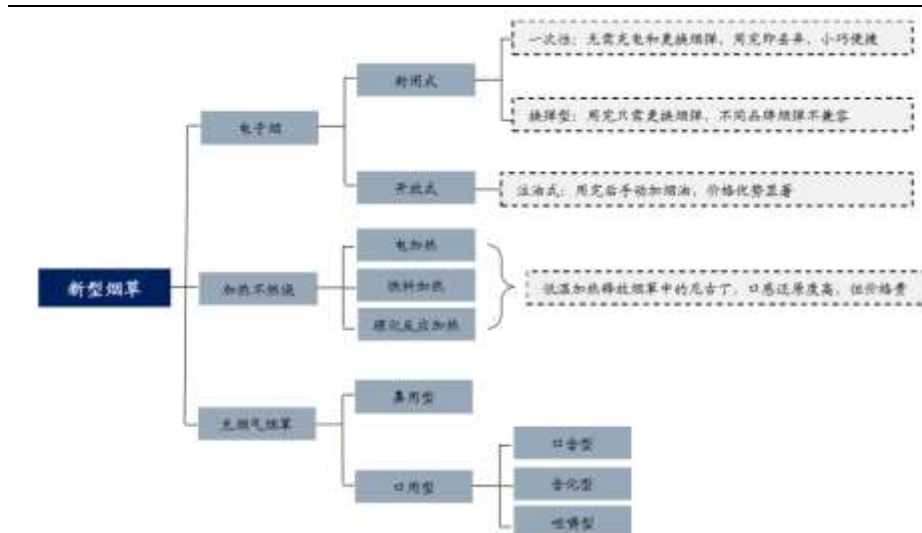 一次性：无需充电和更换烟弹，用完即丢弃，小巧便捷
封闭式
换弹型：用完只需更换烟弹，不同品牌烟弹不兼容
电子烟
开放式
注油式：用完后手动加烟油，价格优势显著
电加热
新型烟草
加热不燃烧
燃料加热
低温加热释放烟草中的尼古丁，口感还原度高，但价格贵
理化反应加热
鼻用型
无烟气烟草
口含型
口用型
含化型
咀嚼型